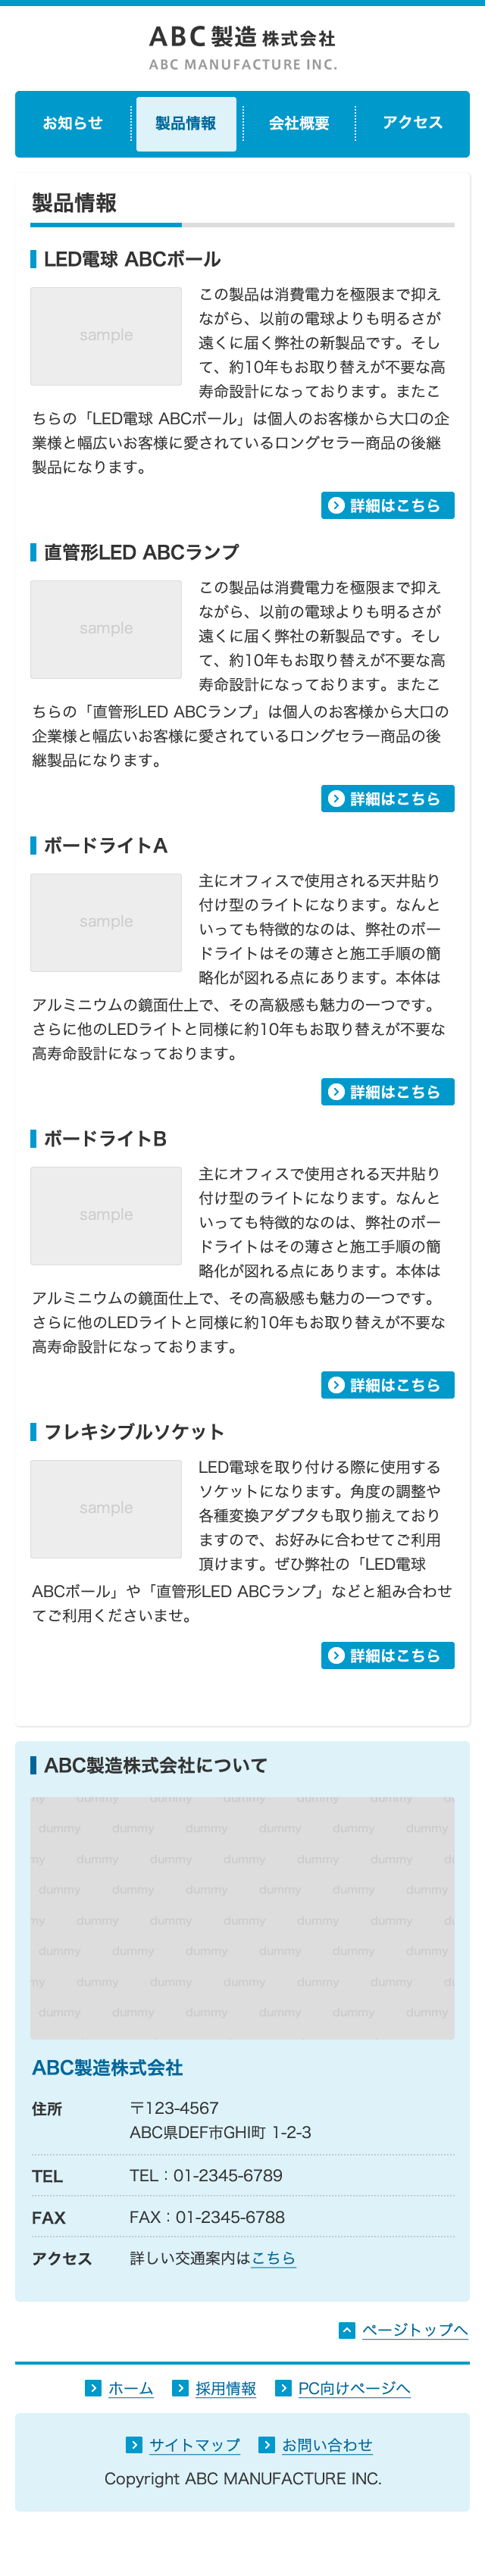 ABC製造株式会社
ABC MANUFACTURE INC.
お知らせ 製品情報 会社概要 アクセス
製品情報
LED電球 ABCボール
sample
この製品は消費電力を極限まで抑え
ながら、以前の電球よりも明るさが
遠くに届く弊社の新製品です。そし
て、約10年もお取り替えが不要な高
寿命設計になっております。またこ
ちらの「LED電球 ABCボール」は個人のお客様から大口の企
業様と幅広いお客様に愛されているロングセラー商品の後継
製品になります。
詳細はこちら
直管形LED ABCランプ
sample
この製品は消費電力を極限まで抑え
ながら、以前の電球よりも明るさが
遠くに届く弊社の新製品です。そし
て、約10年もお取り替えが不要な高
寿命設計になっております。またこ
ちらの「直管形LED ABCランプ」は個人のお客様から大口の
企業様と幅広いお客様に愛されているロングセラー商品の後
継製品になります。
詳細はこちら
ボードライトA
sample
主にオフィスで使用される天井貼り
付け型のライトになります。なんと
いっても特徴的なのは、弊社のボー
ドライトはその薄さと施工手順の簡
略化が図れる点にあります。本体は
アルミニウムの鏡面仕上で、その高級感も魅力の一つです。
さらに他のLEDライトと同様に約10年もお取り替えが不要な
高寿命設計になっております。
詳細はこちら
ボードライトB
sample
主にオフィスで使用される天井貼り
付け型のライトになります。なんと
いっても特徴的なのは、弊社のボー
ドライトはその薄さと施工手順の簡
略化が図れる点にあります。本体は
アルミニウムの鏡面仕上で、その高級感も魅力の一つです。
さらに他のLEDライトと同様に約10年もお取り替えが不要な
高寿命設計になっております。
詳細はこちら
フレキシブルソケット
sample
LED電球を取り付ける際に使用する
ソケットになります。角度の調整や
各種変換アダプタも取り揃えており
ますので、お好みに合わせてご利用
頂けます。ぜひ弊社の「LED電球
ABCボール」や「直管形LED ABCランプ」などと組み合わせ
てご利用くださいませ。
詳細はこちら
ABC製造株式会社について
dummy dummy dummy dummy dummy
dummy dummy dummy dummy dummy dummy
dummy dummy dummy dummy dummy
dummy dummy dummy dummy dummy dummy
dummy dummy dummy dummy dummy
dummy dummy dummy dummy dummy dummy
dummy dummy dummy dummy dummy
dummy dummy dummy dummy dummy dummy
ABC製造株式会社
住所 〒123-4567
ABC県DEF市GHI町 1-2-3
TEL TEL：01-2345-6789
FAX FAX：01-2345-6788
アクセス 詳しい交通案内はこちら
ページトップへ
ホーム 採用情報 PC向けページへ
サイトマップ お問い合わせ
Copyright ABC MANUFACTURE INC.